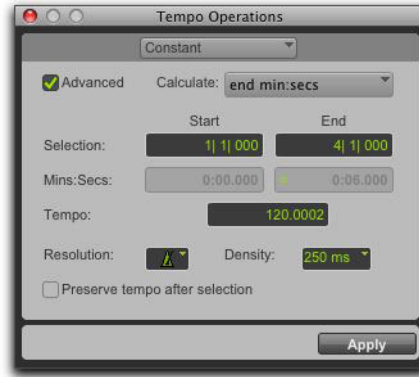 Tempo Operations
Constant
Advanced Calculate: end min:secs
Start End
Selection: 1| 1| 000 4| 1| 000
Mins:Secs: 0:00.000 0:06.000
Tempo: 120.0002
Resolution: Density: 250 ms
Preserve tempo after selection
Apply